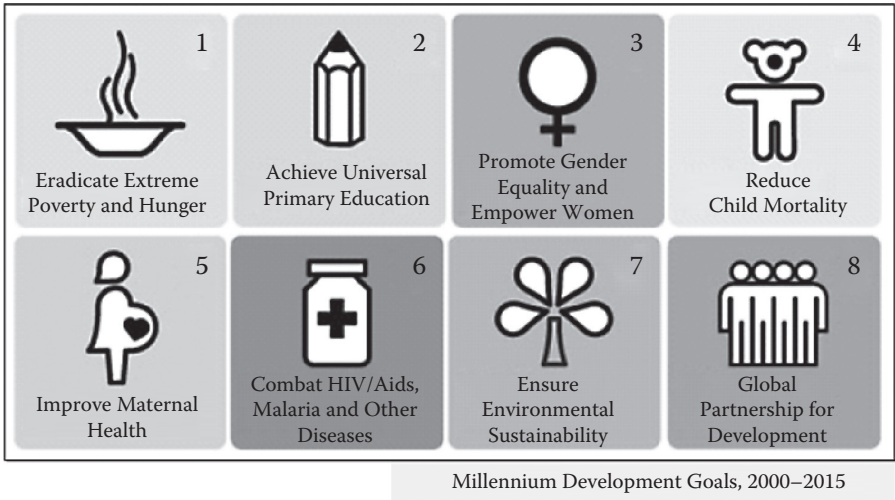 1
Eradicate Extreme
Poverty and Hunger
2
Achieve Universal
Primary Education
3
Promote Gender
Equality and
Empower Women
4
Reduce
Child Mortality
5
Improve Maternal
Health
6
Combat HIV/Aids,
Malaria and Other
Diseases
7
Ensure
Environmental
Sustainability
8
Global
Partnership for
Development
Millennium Development Goals, 2000–2015